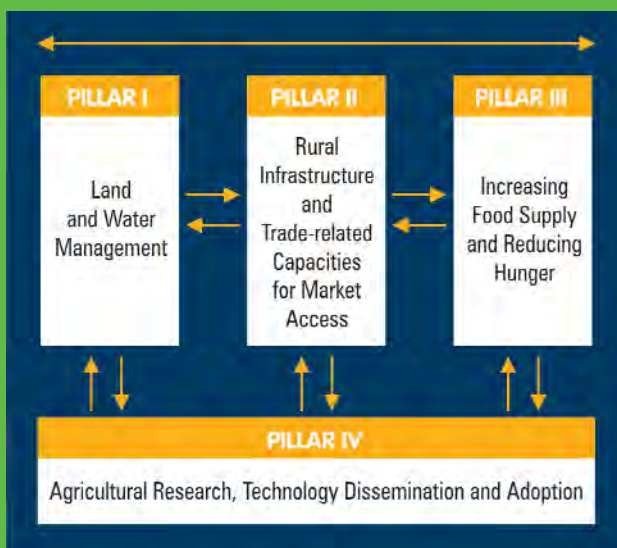 PILLAR I
Land
and Water
Management
PILLAR II
Rural
Infrastructure
and
Trade-related
Capacities
for Market
Access
PILLAR III
Increasing
Food Supply
and Reducing
Hunger
PILLAR IV
Agricultural Research, Technology Dissemination and Adoption